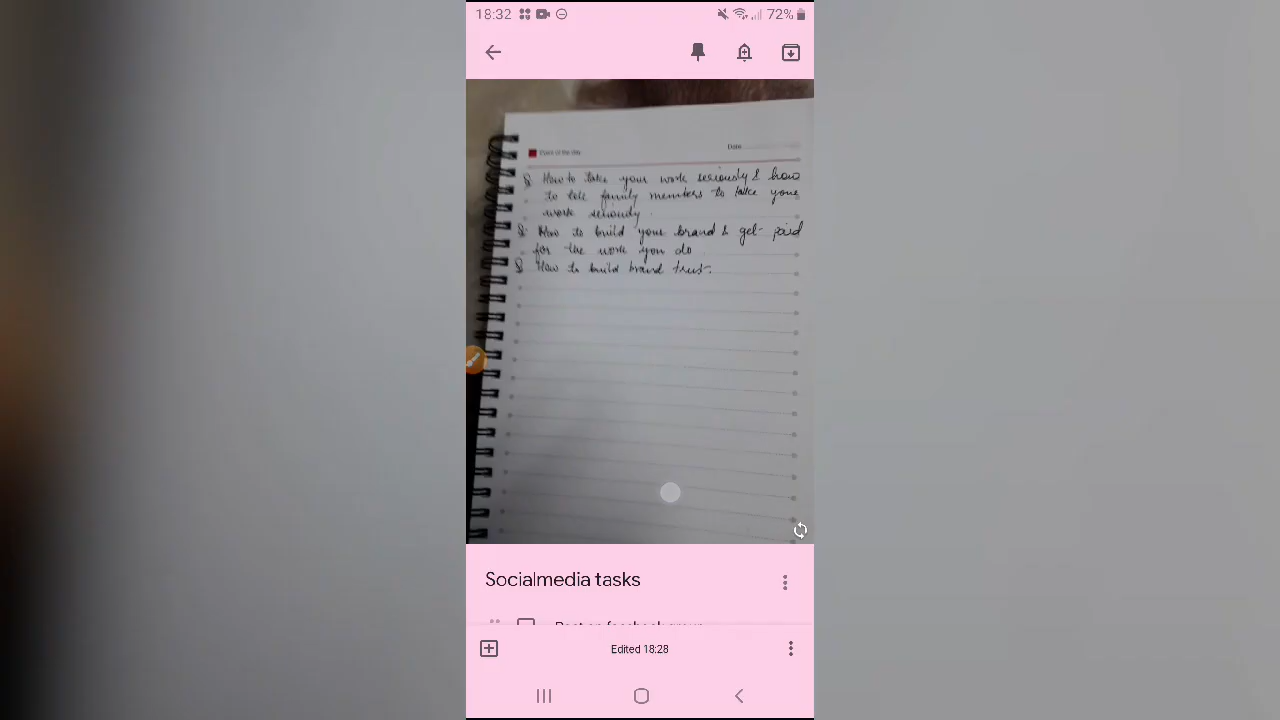 18:32
72%
Date
Q How to take your work seriously & how
to tell family members to take your
work seriously.
Q. How to build your brand & get paid
for the work you do
Q How to build brand trust.
Socialmedia tasks
Edited 18:28